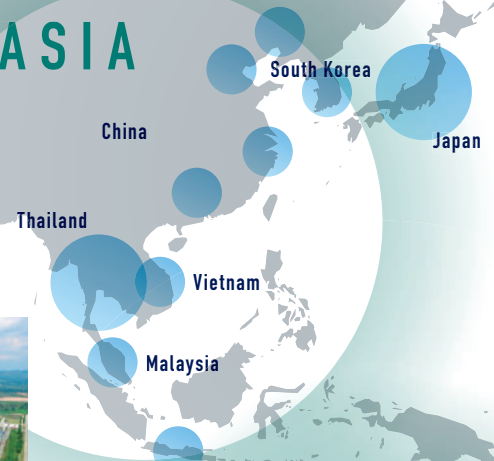 ASIA
South Korea
China
Japan
Thailand
Vietnam
Malaysia